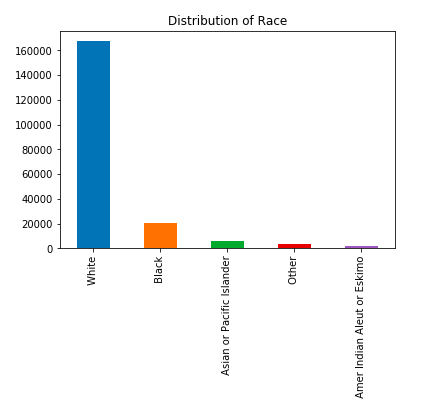 Distribution of Race
160000
140000
120000
100000
80000
60000
40000
20000
0
White
Black
Asian or Pacific Islander
Other
Amer Indian Aleut or Eskimo